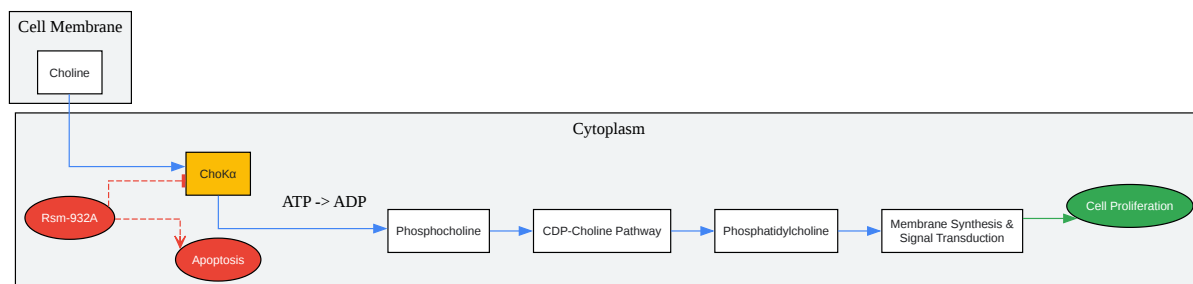 Cell Membrane
Choline
Cytoplasm
ChoKα
ATP -> ADP
Rsm-932A
Apoptosis
Phosphocholine
CDP-Choline Pathway
Phosphatidylcholine
Membrane Synthesis &
Signal Transduction
Cell Proliferation